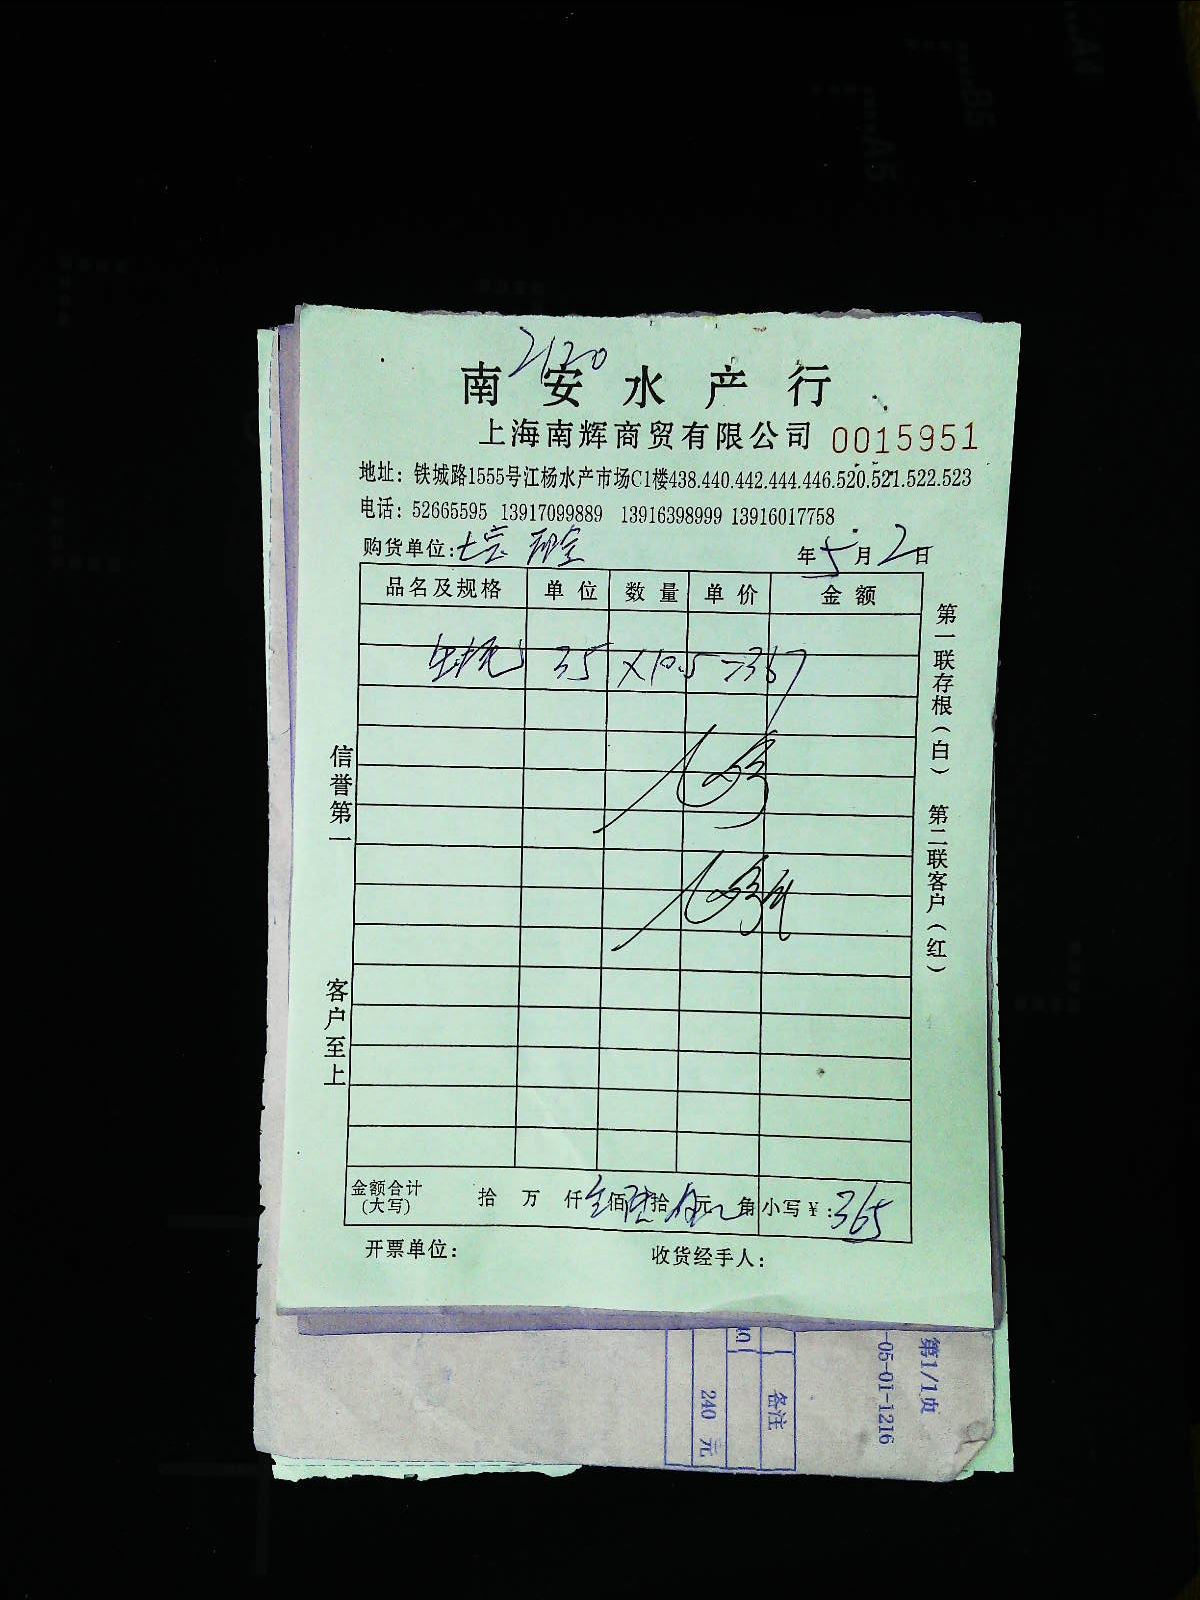 2120
南安水产行
上海南辉商贸有限公司 0015951
地址：铁城路1555号江杨水产市场C1楼438.440.442.444.446.520.521.522.523
电话：52665595 13917099889 13916398999 13916017758
购货单位： 年5月2日
品名及规格 单位 数量 单价 金额
35 ×10.5=367
信誉第一
客户至上
第一联存根（白） 第二联客户（红）
金额合计（大写） 拾 万 仟 佰 拾 元 角 小写￥：365
开票单位： 收货经手人：
第1/1页
-05-01-1216
备注
240 元